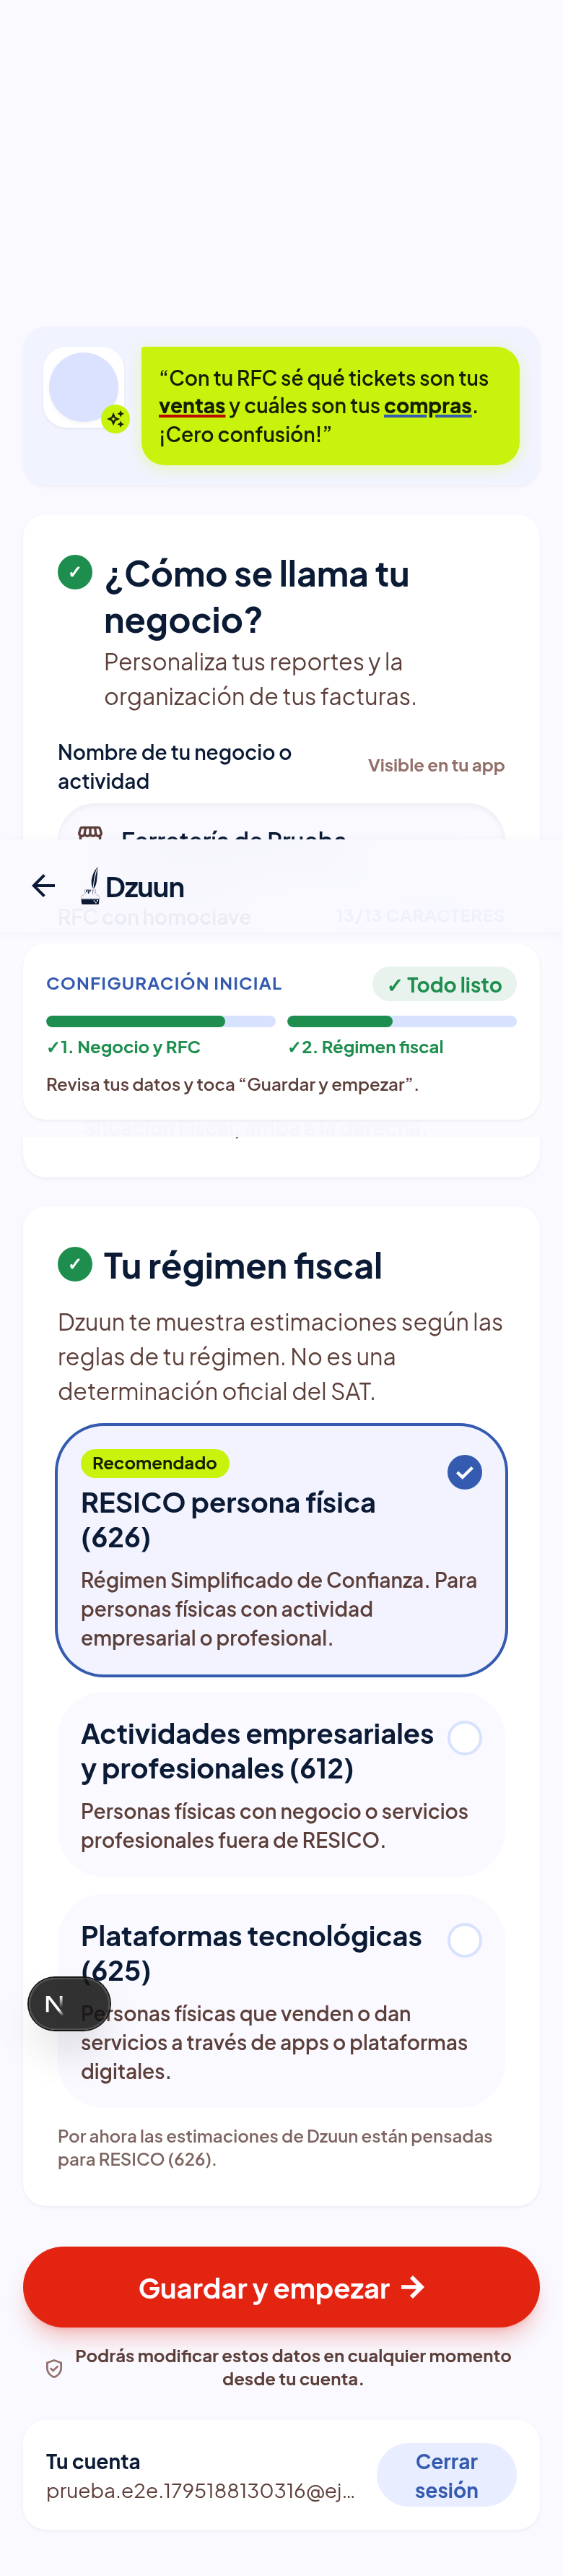 “Con tu RFC sé qué tickets son tus
ventas y cuáles son tus compras.
¡Cero confusión!”
✓ ¿Cómo se llama tu
negocio?
Personaliza tus reportes y la
organización de tus facturas.
Nombre de tu negocio o
actividad
Visible en tu app
Ferretería de Prueba
Dzuun
RFC con homoclave
13/13 CARACTERES
CONFIGURACIÓN INICIAL
✓ Todo listo
✓1. Negocio y RFC
✓2. Régimen fiscal
Revisa tus datos y toca “Guardar y empezar”.
Situación Fiscal, arriba a la derecha.
✓ Tu régimen fiscal
Dzuun te muestra estimaciones según las
reglas de tu régimen. No es una
determinación oficial del SAT.
Recomendado
RESICO persona física
(626)
Régimen Simplificado de Confianza. Para
personas físicas con actividad
empresarial o profesional.
Actividades empresariales
y profesionales (612)
Personas físicas con negocio o servicios
profesionales fuera de RESICO.
Plataformas tecnológicas
(625)
N
Personas físicas que venden o dan
servicios a través de apps o plataformas
digitales.
Por ahora las estimaciones de Dzuun están pensadas
para RESICO (626).
Guardar y empezar →
Podrás modificar estos datos en cualquier momento
desde tu cuenta.
Tu cuenta
prueba.e2e.1795188130316@ej...
Cerrar
sesión